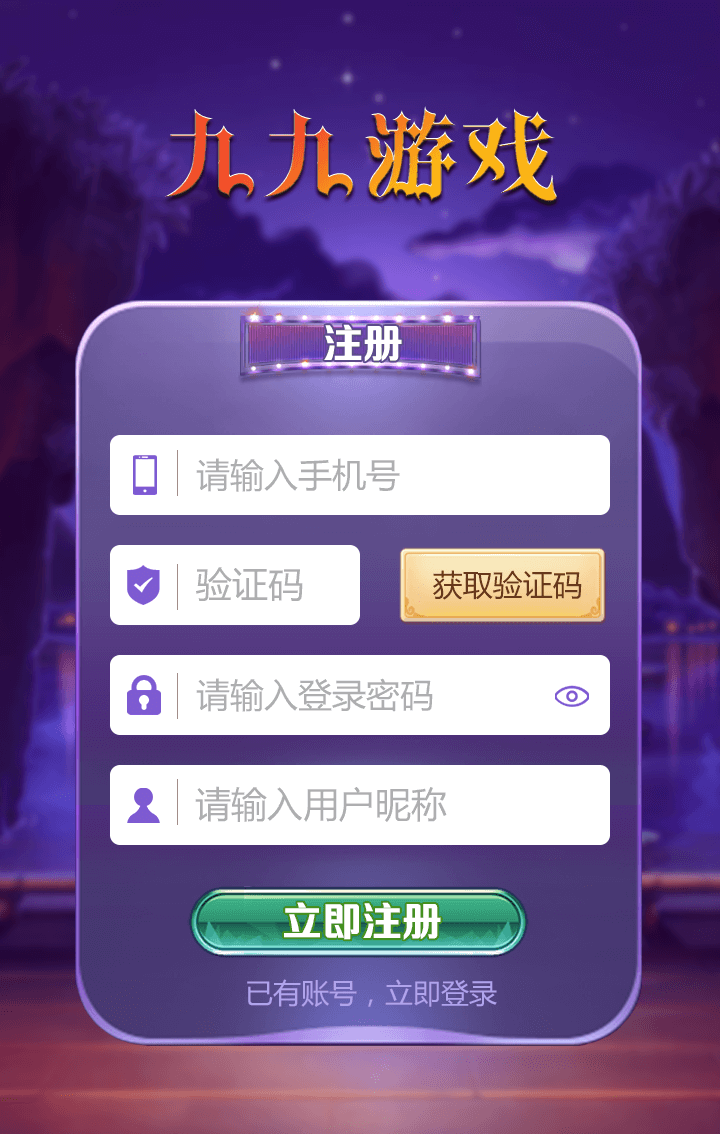 九九游戏
注册
请输入手机号
验证码
获取验证码
请输入登录密码
请输入用户昵称
立即注册
已有账号，立即登录